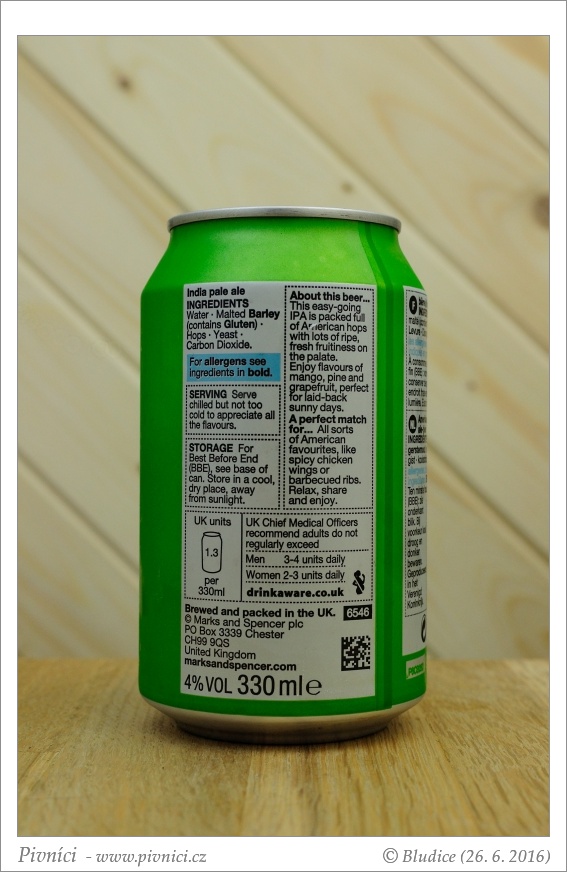 India pale ale
INGREDIENTS
Water · Malted Barley
(contains Gluten) ·
Hops · Yeast ·
Carbon Dioxide.
For allergens see
ingredients in bold.
SERVING Serve
chilled but not too
cold to appreciate all
the flavours.
STORAGE For
Best Before End
(BBE), see base of
can. Store in a cool,
dry place, away
from sunlight.
About this beer...
This easy-going
IPA is packed full
of American hops
with lots of ripe,
fresh fruitiness on
the palate.
Enjoy flavours of
mango, pine and
grapefruit, perfect
for laid-back
sunny days.
A perfect match
for... All sorts
of American
favourites, like
spicy chicken
wings or
barbecued ribs.
Relax, share
and enjoy.
UK units
1.3
per
330ml
UK Chief Medical Officers
recommend adults do not
regularly exceed
Men 3-4 units daily
Women 2-3 units daily
drinkaware.co.uk
Brewed and packed in the UK.
6546
© Marks and Spencer plc
PO Box 3339 Chester
CH99 9QS
United Kingdom
marksandspencer.com
4% VOL 330 ml e
Pivníci - www.pivnici.cz
© Bludice (26. 6. 2016)